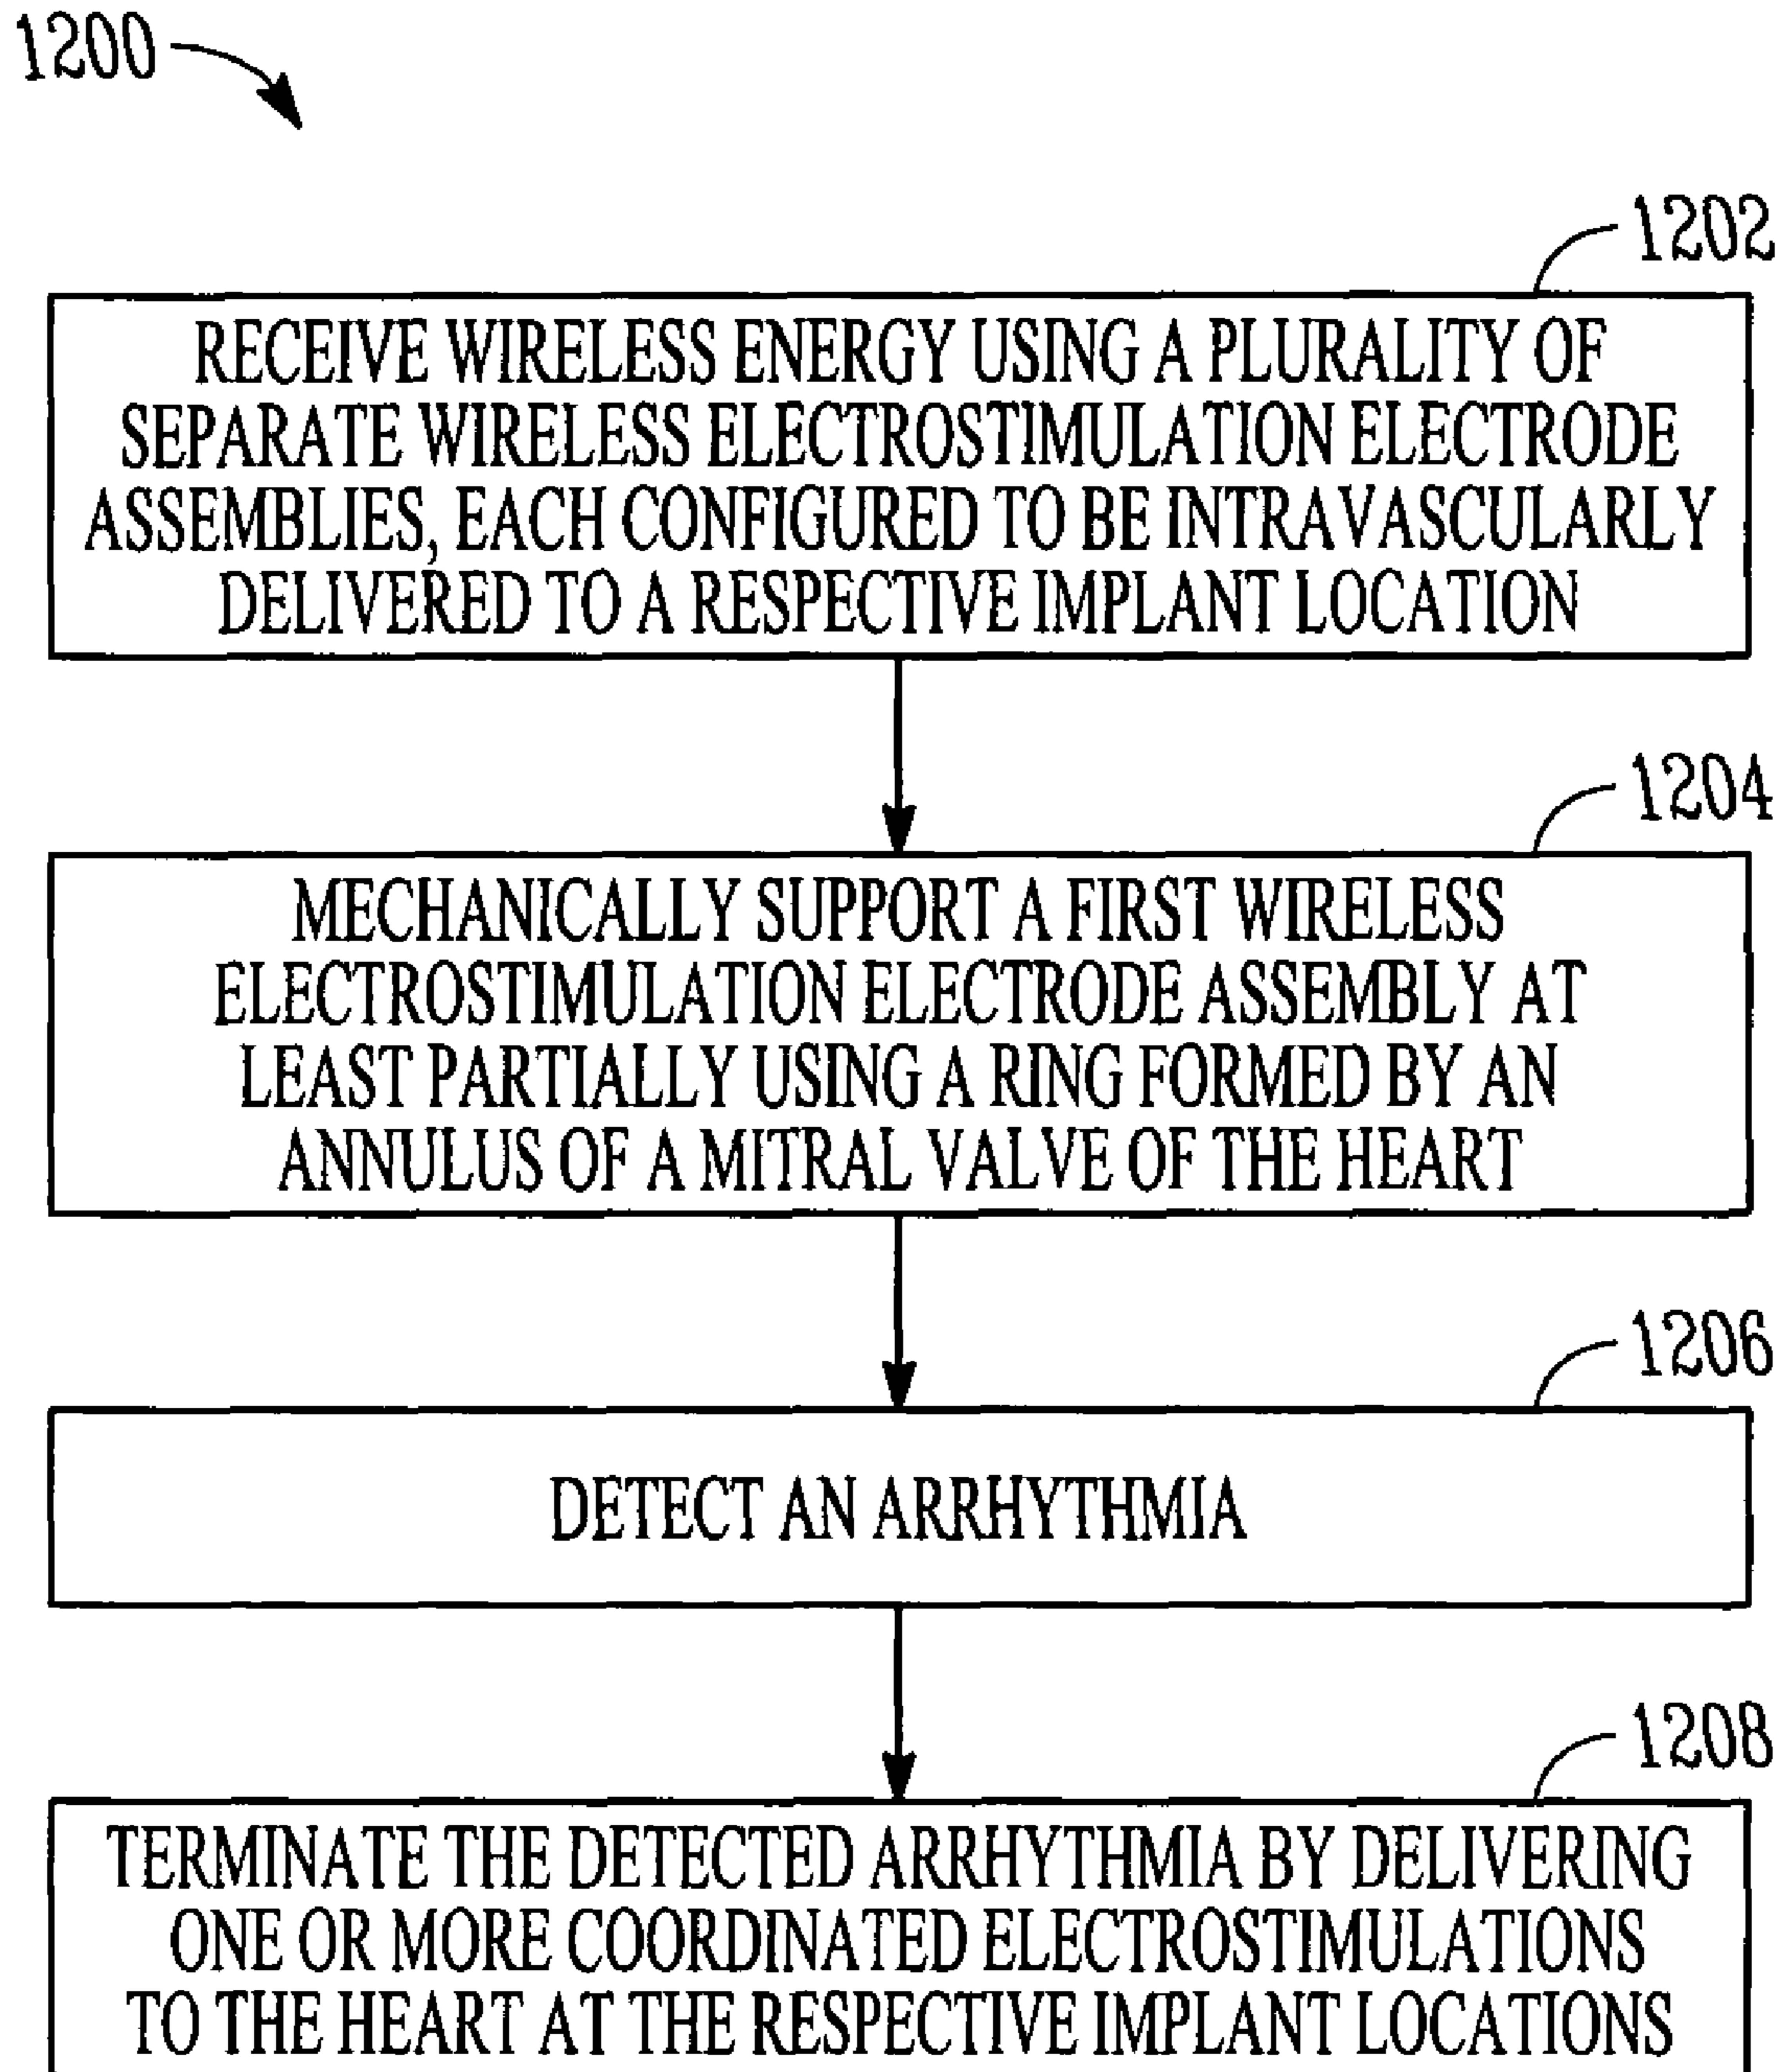 1200
1202
RECEIVE WIRELESS ENERGY USING A PLURALITY OF
SEPARATE WIRELESS ELECTROSTIMULATION ELECTRODE
ASSEMBLIES, EACH CONFIGURED TO BE INTRAVASCULARLY
DELIVERED TO A RESPECTIVE IMPLANT LOCATION
1204
MECHANICALLY SUPPORT A FIRST WIRELESS
ELECTROSTIMULATION ELECTRODE ASSEMBLY AT
LEAST PARTIALLY USING A RING FORMED BY AN
ANNULUS OF A MITRAL VALVE OF THE HEART
1206
DETECT AN ARRHYTHMIA
1208
TERMINATE THE DETECTED ARRHYTHMIA BY DELIVERING
ONE OR MORE COORDINATED ELECTROSTIMULATIONS
TO THE HEART AT THE RESPECTIVE IMPLANT LOCATIONS